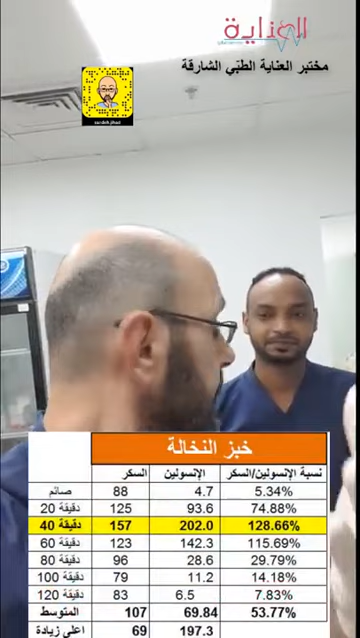 العناية
مختبر العناية الطبّي الشارقة
خبز النخالة
السكر الإنسولين نسبة الإنسولين/السكر
صائم 88 4.7 5.34%
20 دقيقة 125 93.6 74.88%
40 دقيقة 157 202.0 128.66%
60 دقيقة 123 142.3 115.69%
80 دقيقة 96 28.6 29.79%
100 دقيقة 79 11.2 14.18%
120 دقيقة 83 6.5 7.83%
المتوسط 107 69.84 53.77%
اعلى زيادة 69 197.3